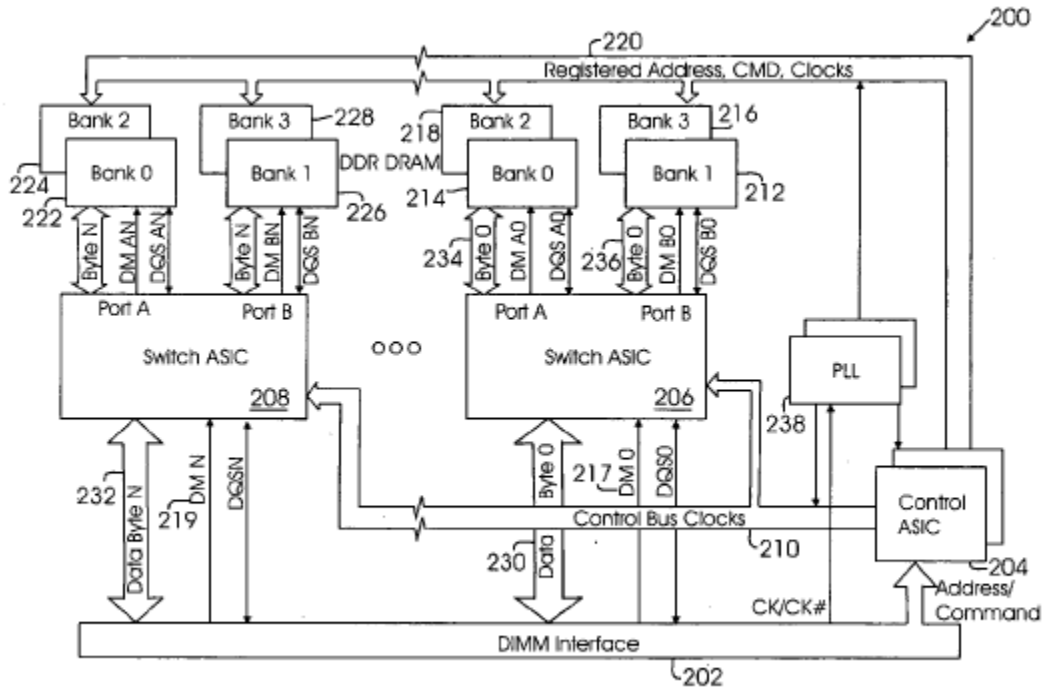 200
220
Registered Address, CMD, Clocks
Bank 2
Bank 3
228
218
Bank 2
Bank 3
216
Bank 0
Bank 1
DDR DRAM
Bank 0
Bank 1
224
222
226
214
212
Byte N
DM AN
DQS AN
Byte N
DM BN
DQS BN
234
Byte 0
DM A0
DQS A0
236
Byte 0
DM B0
DQS B0
Port A
Port B
Port A
Port B
Switch ASIC
Switch ASIC
PLL
208
206
238
232
Data Byte N
219
DM N
DQSN
230
Data Byte 0
217
DM 0
DQS0
Control Bus Clocks
210
Control
ASIC
204
CK/CK#
Address/
Command
DIMM Interface
202